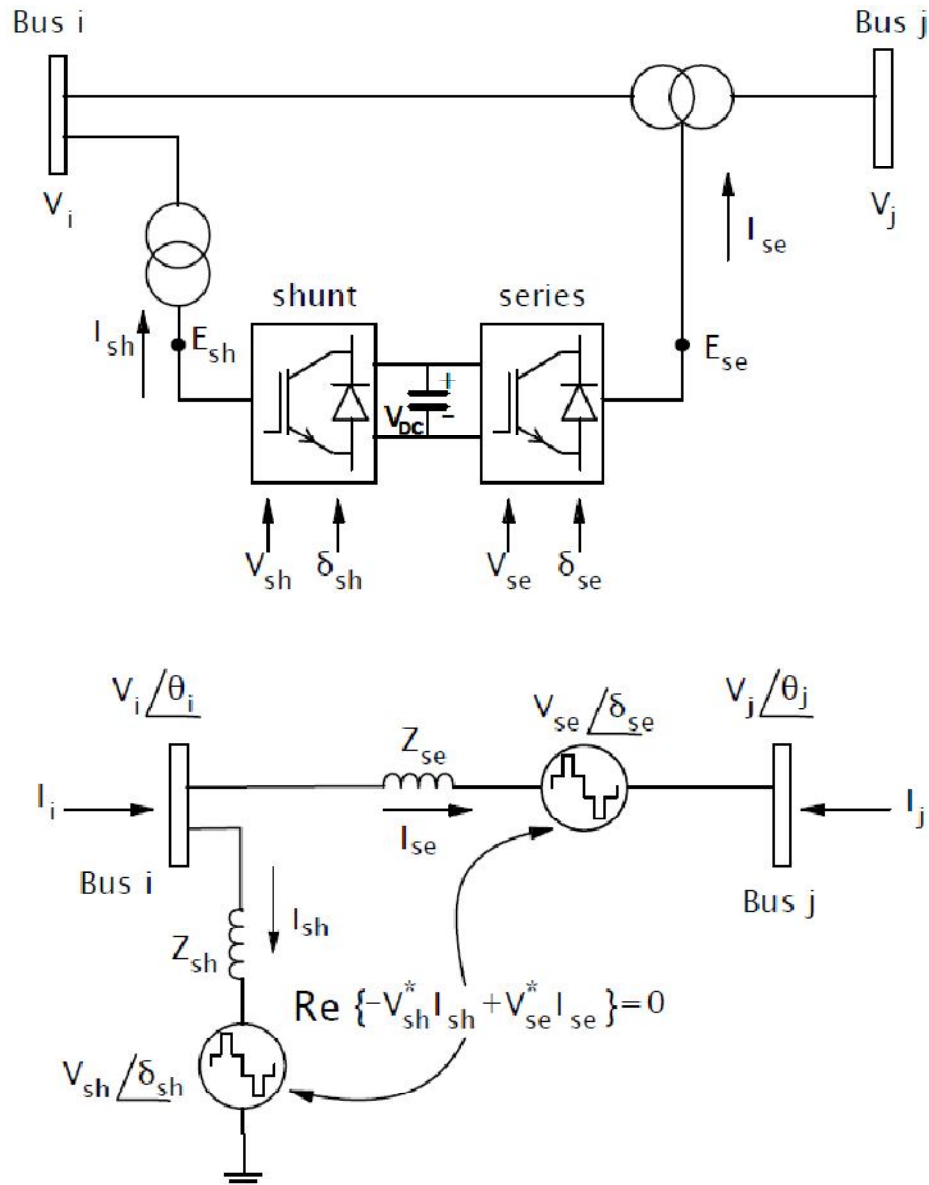 Bus i
Bus j
V_i
V_j
I_se
shunt
series
I_sh
E_sh
E_se
+
V_DC
-
V_sh
δ_sh
V_se
δ_se
V_i ∠θ_i
V_se ∠δ_se
V_j ∠θ_j
Z_se
I_i
I_se
I_j
Bus i
Bus j
I_sh
Z_sh
Re {-V*_sh I_sh + V*_se I_se} = 0
V_sh ∠δ_sh